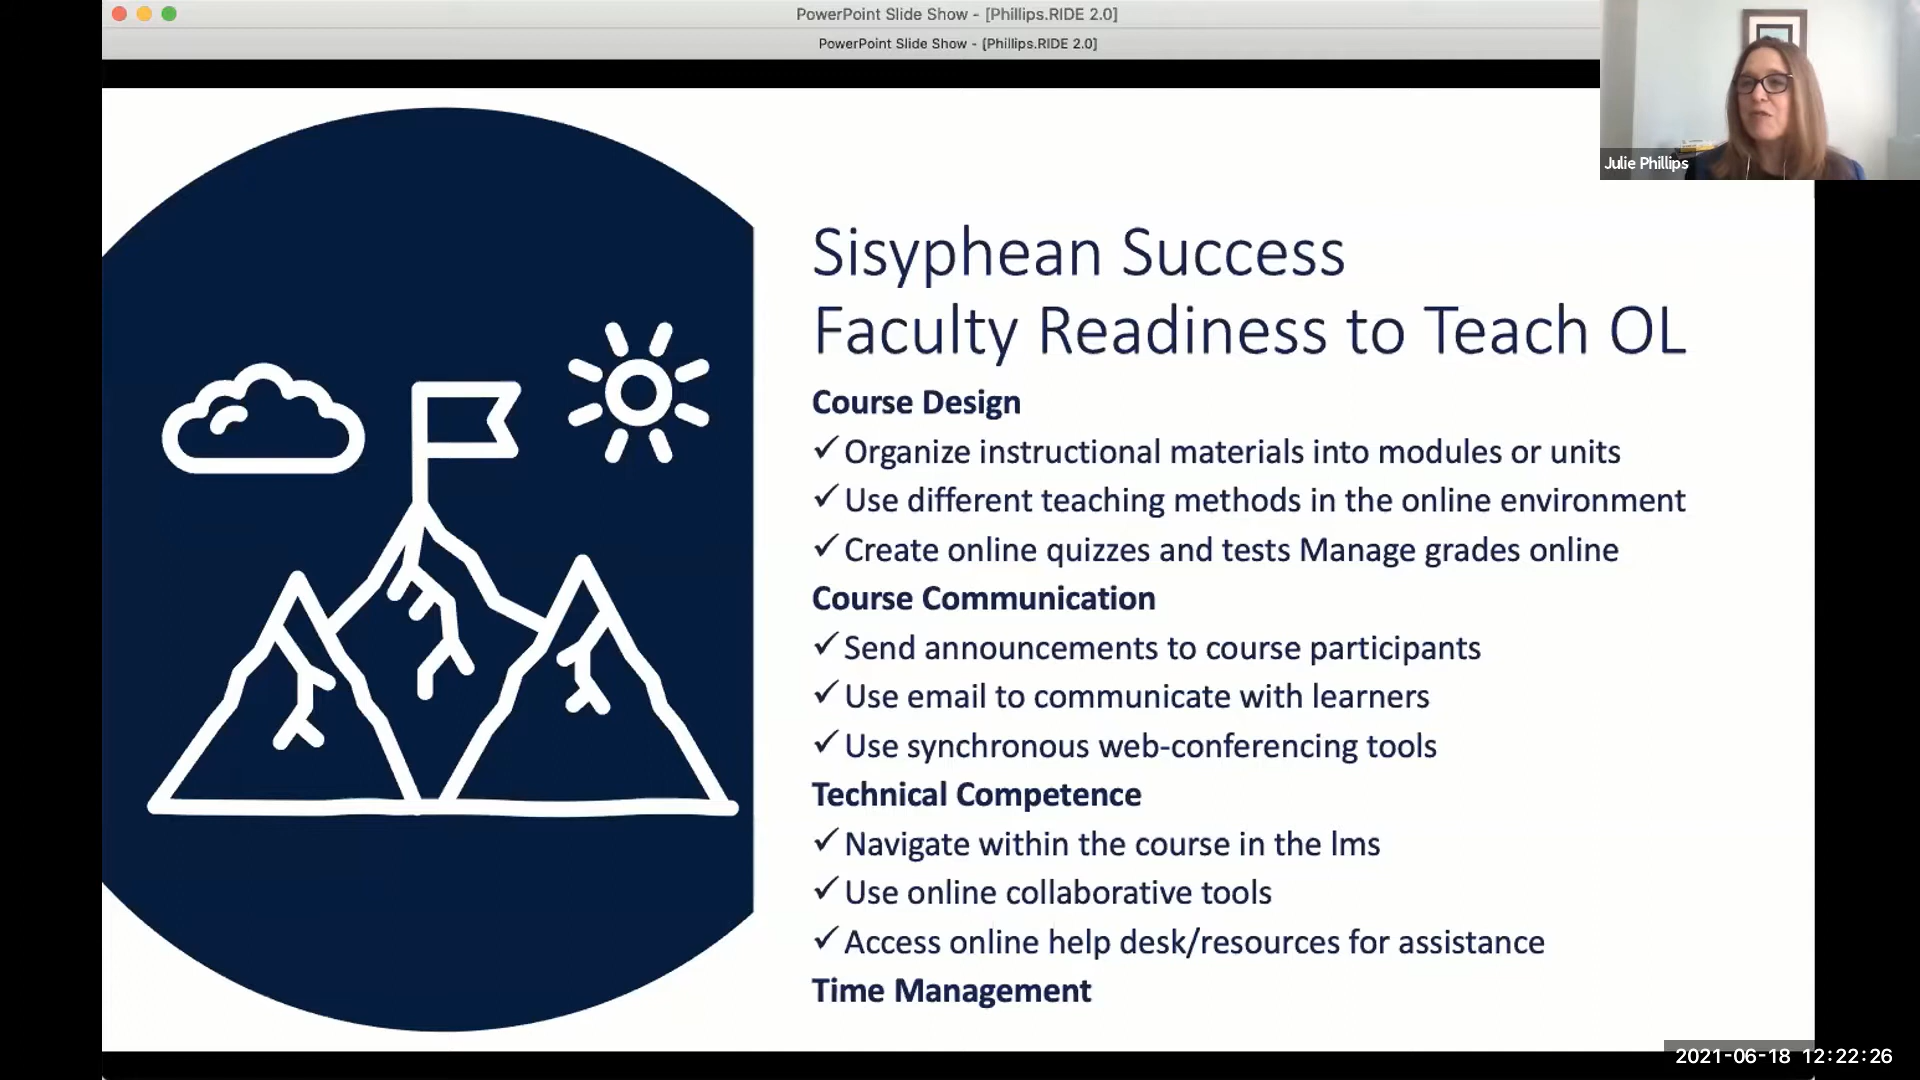 PowerPoint Slide Show - [Phillips.RIDE 2.0]
PowerPoint Slide Show - [Phillips.RIDE 2.0]
Julie Phillips
Sisyphean Success
Faculty Readiness to Teach OL
Course Design
✓Organize instructional materials into modules or units
✓Use different teaching methods in the online environment
✓Create online quizzes and tests Manage grades online
Course Communication
✓Send announcements to course participants
✓Use email to communicate with learners
✓Use synchronous web-conferencing tools
Technical Competence
✓Navigate within the course in the lms
✓Use online collaborative tools
✓Access online help desk/resources for assistance
Time Management
2021-06-18 12:22:26